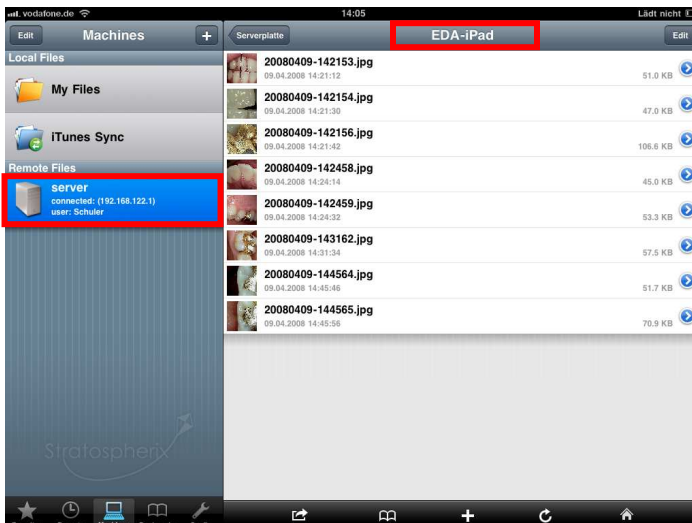 vodafone.de 14:05 Lädt nicht
Edit Machines + Serverplatte EDA-iPad Edit
Local Files
My Files
iTunes Sync
Remote Files
server
connected: (192.168.122.1)
user: Schuler
20080409-142153.jpg
09.04.2008 14:21:12 51.0 KB
20080409-142154.jpg
09.04.2008 14:21:30 47.0 KB
20080409-142156.jpg
09.04.2008 14:21:42 106.6 KB
20080409-142458.jpg
09.04.2008 14:24:14 45.0 KB
20080409-142459.jpg
09.04.2008 14:24:32 53.3 KB
20080409-143162.jpg
09.04.2008 14:31:34 57.5 KB
20080409-144564.jpg
09.04.2008 14:45:46 51.7 KB
20080409-144565.jpg
09.04.2008 14:45:56 70.9 KB
Stratospherix